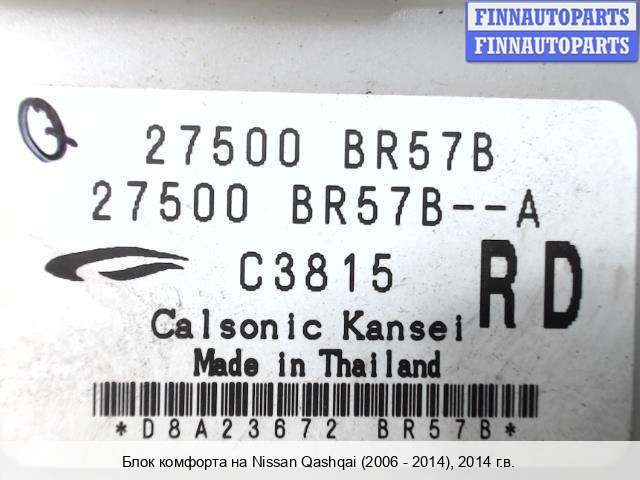 FINNAUTOPARTS
FINNAUTOPARTS
27500 BR57B
27500 BR57B--A
C3815
RD
Calsonic Kansei
Made in Thailand
*D8A23672 BR57B*
Блок комфорта на Nissan Qashqai (2006 - 2014), 2014 г.в.